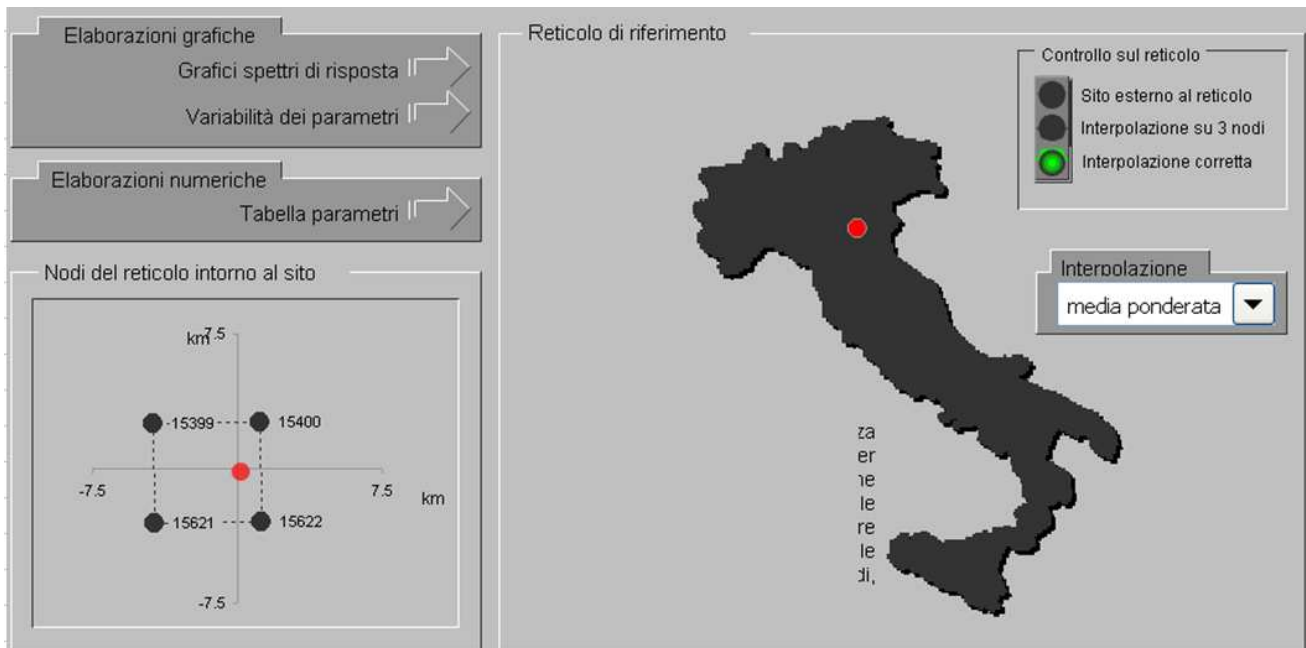 Elaborazioni grafiche
Grafici spettri di risposta
Variabilità dei parametri
Elaborazioni numeriche
Tabella parametri
Nodi del reticolo intorno al sito
km
7.5
15399
15400
-7.5
7.5
km
15621
15622
-7.5
Reticolo di riferimento
Controllo sul reticolo
Sito esterno al reticolo
Interpolazione su 3 nodi
Interpolazione corretta
Interpolazione
media ponderata
za
er
ne
le
re
le
di,